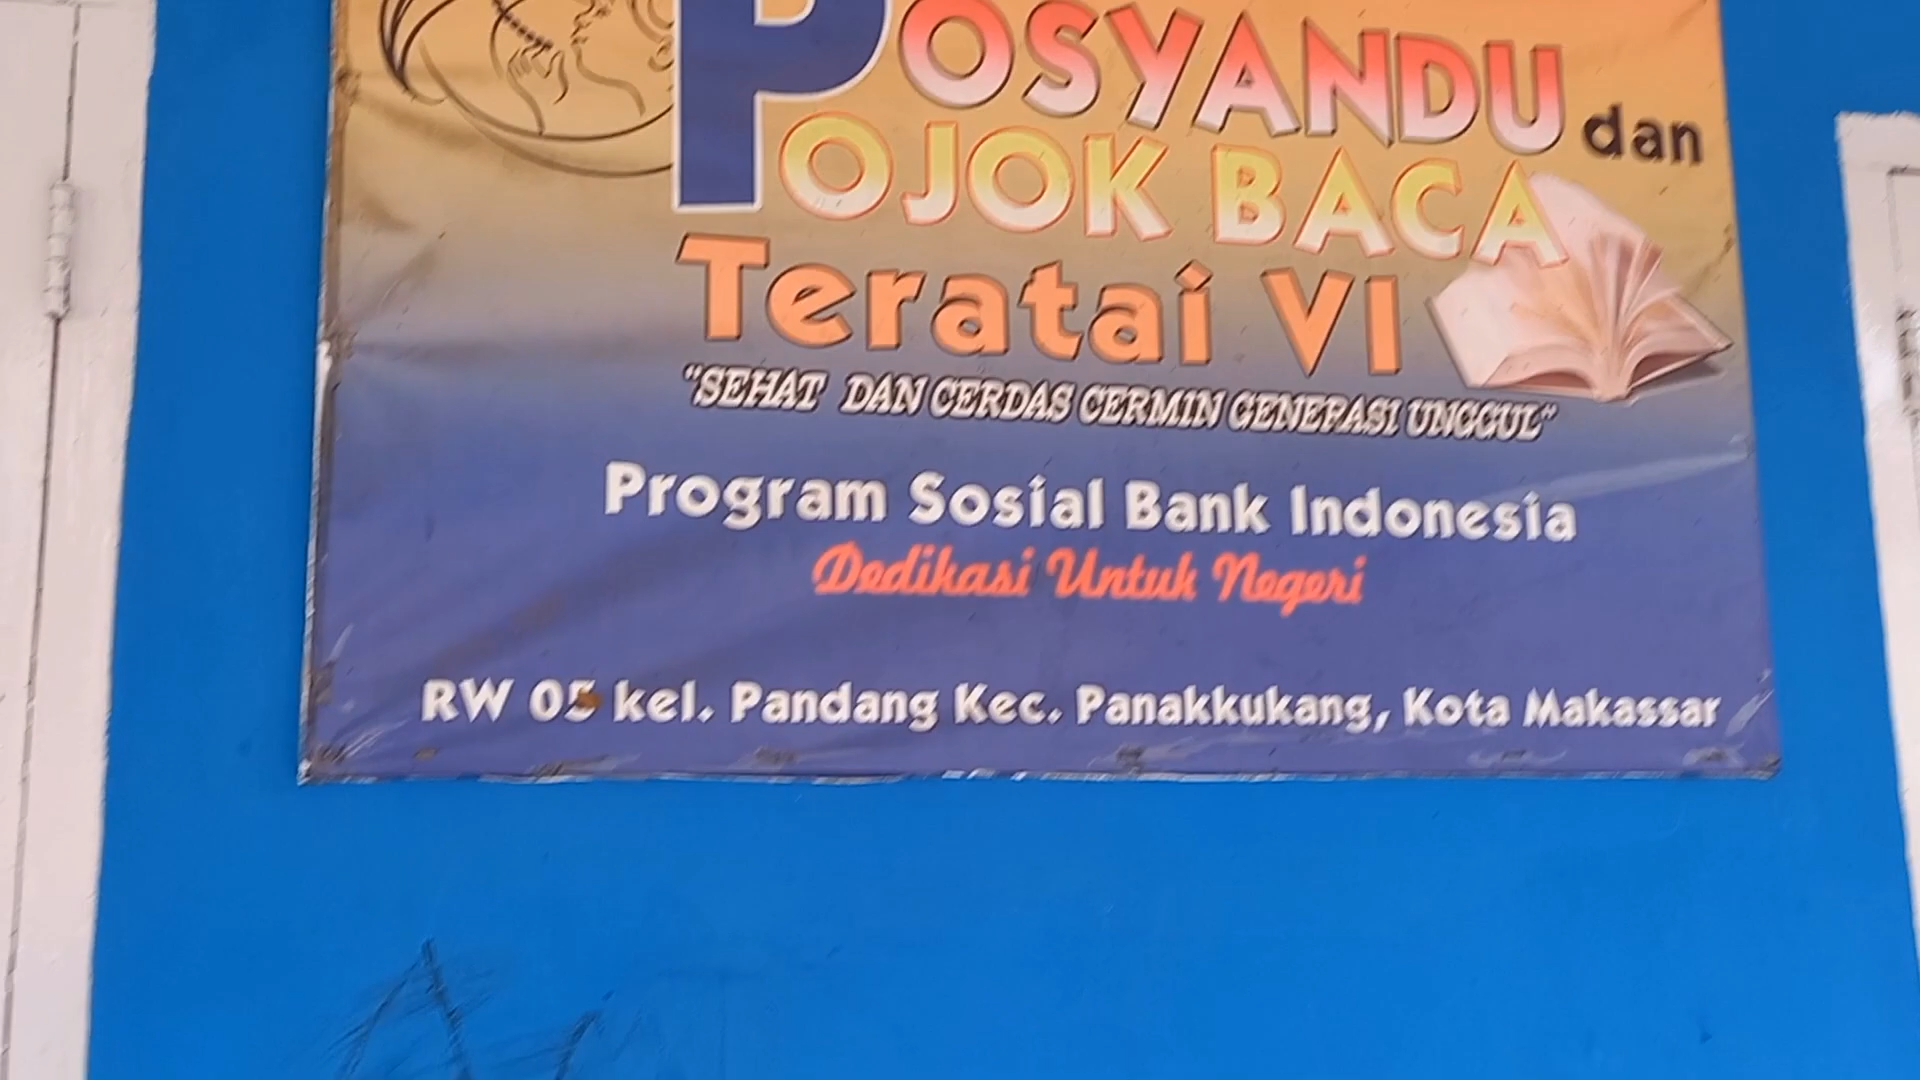 POSYANDU dan
POJOK BACA
Teratai VI
"SEHAT DAN CERDAS CERMIN GENERASI UNGGUL"
Program Sosial Bank Indonesia
Dedikasi Untuk Negeri
RW 05 kel. Pandang Kec. Panakkukang, Kota Makassar